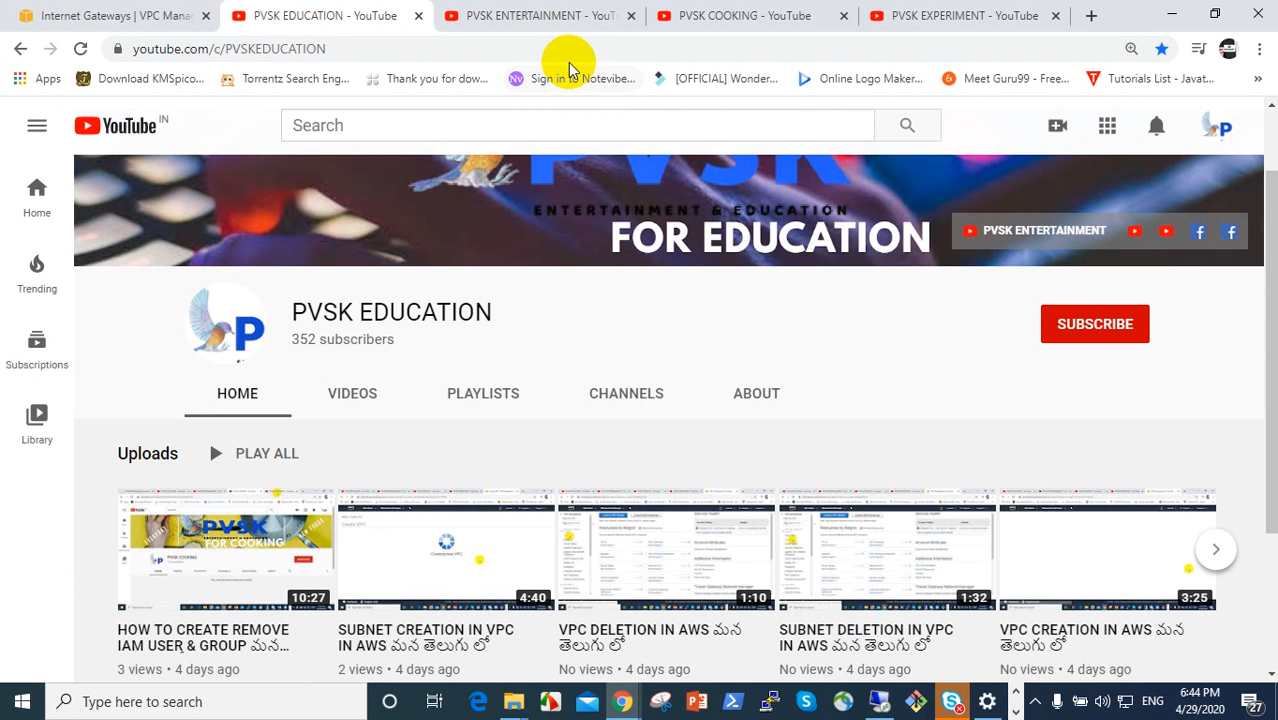 Internet Gateways | VPC Manag
PVSK EDUCATION - YouTube
PVSK ENTERTAINMENT - YouT
PVSK COOKING - YouTube
PVSK EXPERIMENT - YouTube
youtube.com/c/PVSKEDUCATION
Apps
Download KMSpico...
Torrentz Search Eng...
Thank you for dow...
Nv
Sign in to Notevibe...
[OFFICIAL] Wonder...
Online Logo Maker...
Meet Guru99 - Free...
Tutorials List - Javat...
YouTube IN
Search
PVSK
ENTERTAINMENT & EDUCATION
FOR EDUCATION
PVSK ENTERTAINMENT
Home
Trending
Subscriptions
Library
P
PVSK EDUCATION
352 subscribers
SUBSCRIBE
HOME
VIDEOS
PLAYLISTS
CHANNELS
ABOUT
Uploads
PLAY ALL
10:27
4:40
1:10
1:32
3:25
HOW TO CREATE REMOVE
IAM USER & GROUP మన...
3 views • 4 days ago
SUBNET CREATION IN VPC
IN AWS మన తెలుగు లో
2 views • 4 days ago
VPC DELETION IN AWS మన
తెలుగు లో
No views • 4 days ago
SUBNET DELETION IN VPC
IN AWS మన తెలుగు లో
No views • 4 days ago
VPC CREATION IN AWS మన
తెలుగు లో
No views • 4 days ago
Type here to search
ENG
6:44 PM
4/29/2020
27